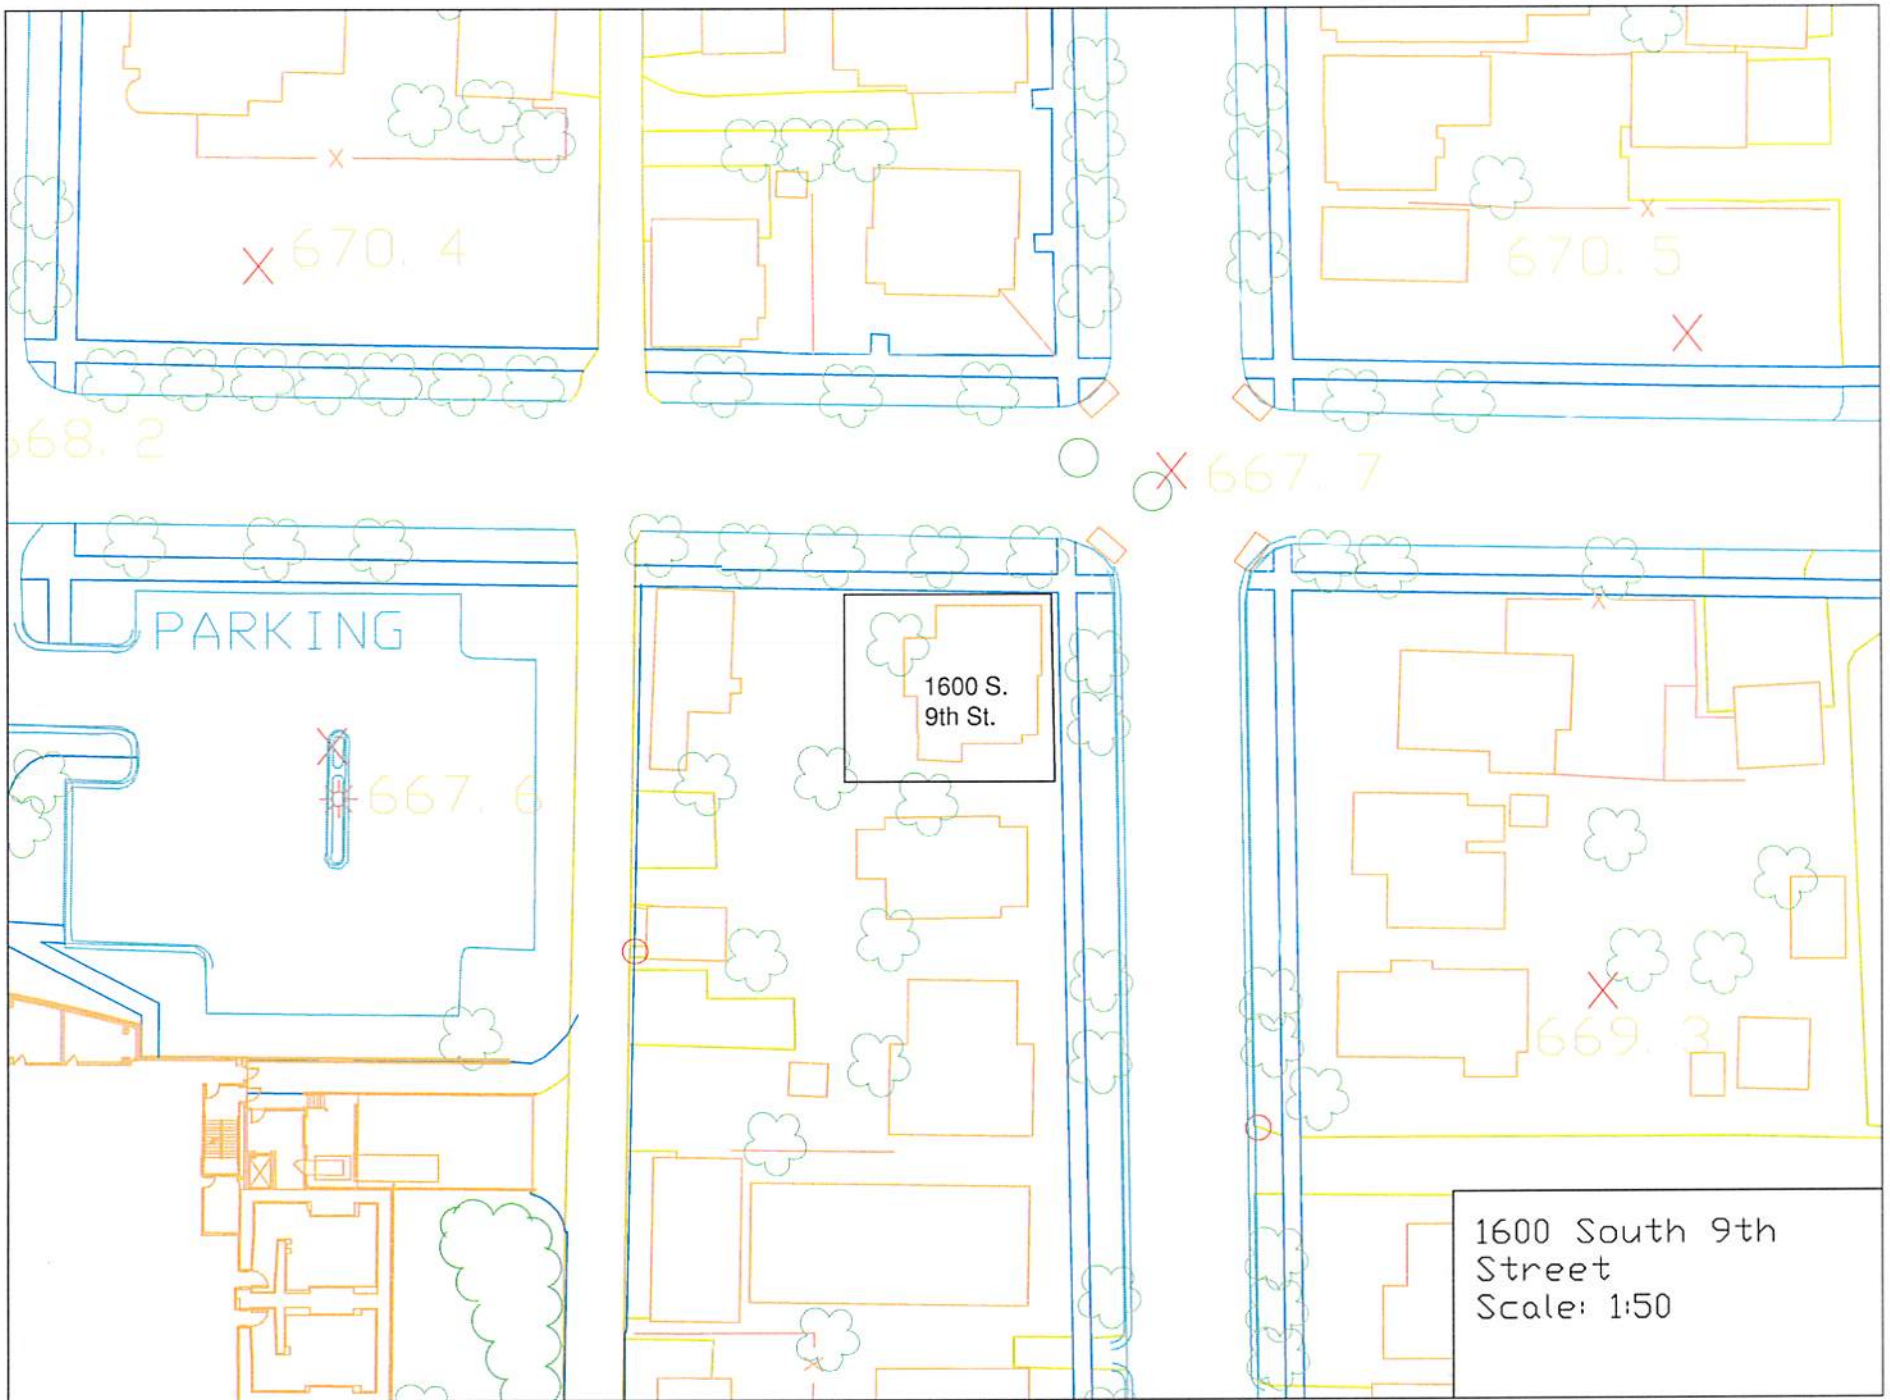 670. 4
670. 5
668. 2
667. 7
PARKING
1600 S.
9th St.
667. 6
669. 3
1600 South 9th
Street
Scale: 1:50